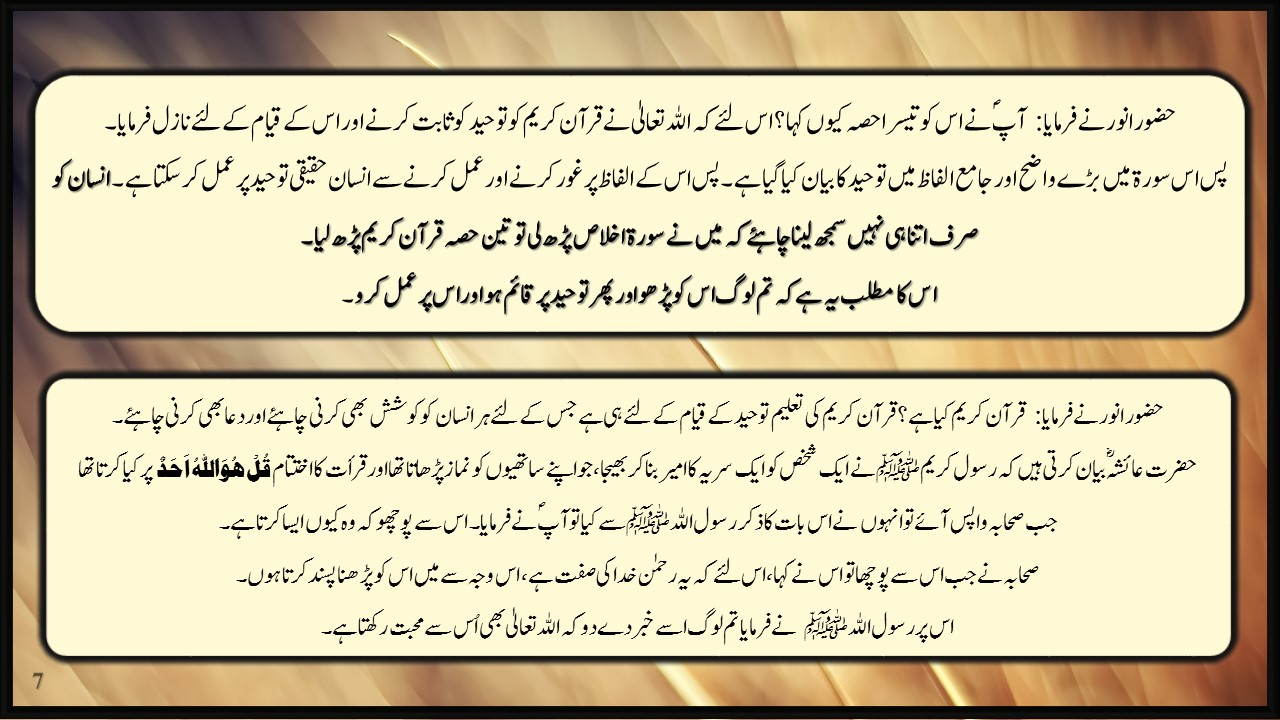 حضور انور نے فرمایا: آپؐ نے اس کو تیسرا حصہ کیوں کہا؟ اس لئے کہ اللہ تعالیٰ نے قرآن کریم کو توحید کو ثابت کرنے اور اس کے قیام کے لئے نازل فرمایا۔
پس اس سورۃ میں بڑے واضح اور جامع الفاظ میں توحید کا بیان کیا گیا ہے۔ پس اس کے الفاظ پر غور کرنے اور عمل کرنے سے انسان حقیقی توحید پر عمل کر سکتا ہے۔ انسان کو
صرف اتنا ہی نہیں سمجھ لینا چاہئے کہ میں نے سورۃ اخلاص پڑھ لی تو تین حصہ قرآن کریم پڑھ لیا۔
اس کا مطلب یہ ہے کہ تم لوگ اس کو پڑھو اور پھر توحید پر قائم ہو اور اس پر عمل کرو۔
حضور انور نے فرمایا: قرآن کریم کیا ہے؟ قرآن کریم کی تعلیم توحید کے قیام کے لئے ہی ہے جس کے لئے ہر انسان کو کوشش بھی کرنی چاہئے اور دعا بھی کرنی چاہئے۔
حضرت عائشہؓ بیان کرتی ہیں کہ رسول کریم ﷺ نے ایک شخص کو ایک سریہ کا امیر بنا کر بھیجا، جو اپنے ساتھیوں کو نماز پڑھاتا تھا اور قرأت کا اختتام قُلْ هُوَ اللّٰهُ اَحَدٌ پر کیا کرتا تھا
جب صحابہ واپس آئے تو انہوں نے اس بات کا ذکر رسول اللہ ﷺ سے کیا تو آپؐ نے فرمایا۔ اس سے پوچھو کہ وہ کیوں ایسا کرتا ہے۔
صحابہ نے جب اس سے پوچھا تو اس نے کہا، اس لئے کہ یہ رحمٰن خدا کی صفت ہے، اس وجہ سے میں اس کو پڑھنا پسند کرتا ہوں۔
اس پر رسول اللہ ﷺ نے فرمایا تم لوگ اسے خبر دے دو کہ اللہ تعالیٰ بھی اُس سے محبت رکھتا ہے۔
7